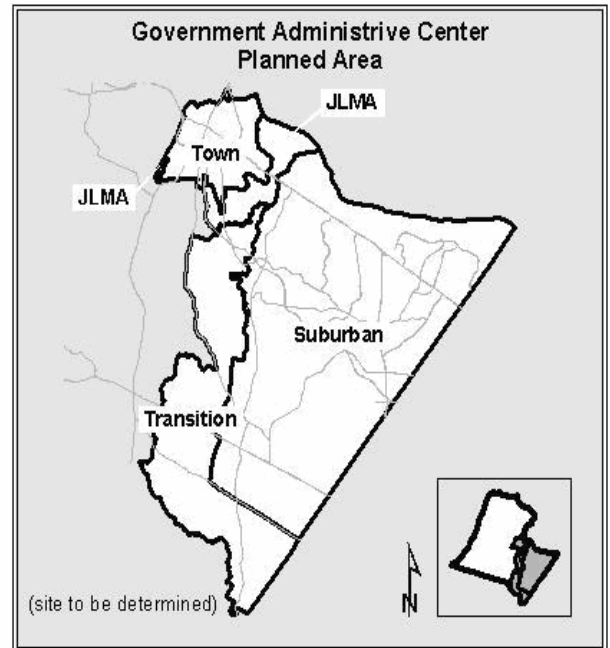 Government Administrive Center
Planned Area
JLMA
Town
JLMA
Suburban
Transition
(site to be determined)
N